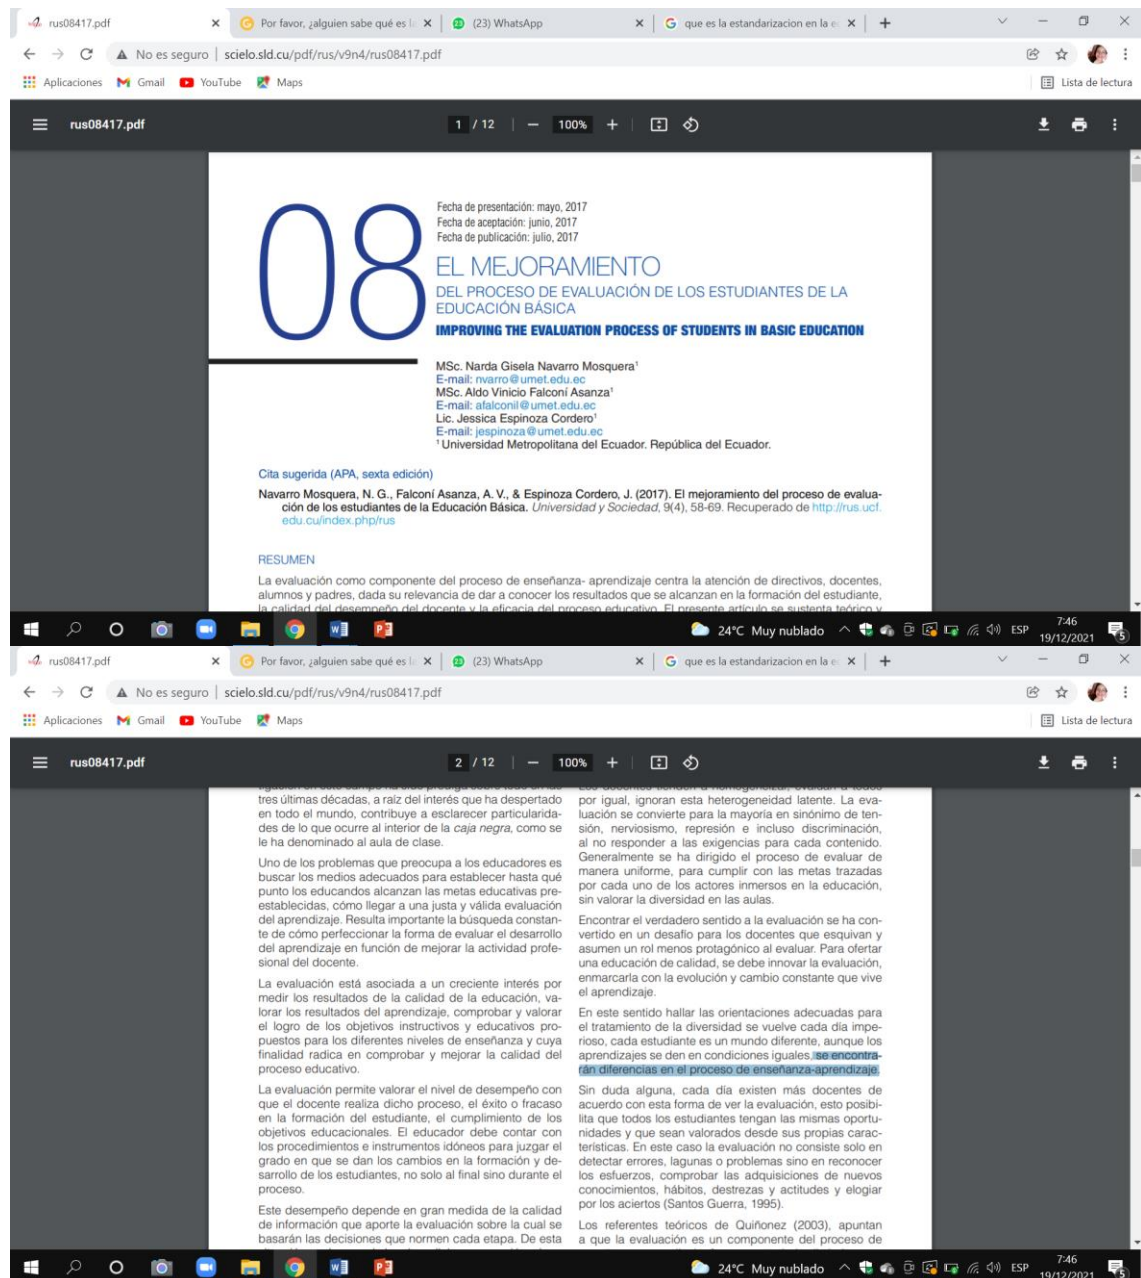 rus08417.pdf
Por favor, ¿alguien sabe qué es l
(23) WhatsApp
que es la estandarizacion en la e
No es seguro | scielo.sld.cu/pdf/rus/v9n4/rus08417.pdf
Aplicaciones Gmail YouTube Maps Lista de lectura
rus08417.pdf 1 / 12 100%
08
Fecha de presentación: mayo, 2017
Fecha de aceptación: junio, 2017
Fecha de publicación: julio, 2017
EL MEJORAMIENTO
DEL PROCESO DE EVALUACIÓN DE LOS ESTUDIANTES DE LA
EDUCACIÓN BÁSICA
IMPROVING THE EVALUATION PROCESS OF STUDENTS IN BASIC EDUCATION
MSc. Narda Gisela Navarro Mosquera¹
E-mail: nvarro@umet.edu.ec
MSc. Aldo Vinicio Falconí Asanza¹
E-mail: afalconil@umet.edu.ec
Lic. Jessica Espinoza Cordero¹
E-mail: jespinoza@umet.edu.ec
¹ Universidad Metropolitana del Ecuador. República del Ecuador.
Cita sugerida (APA, sexta edición)
Navarro Mosquera, N. G., Falconí Asanza, A. V., & Espinoza Cordero, J. (2017). El mejoramiento del proceso de evalua-
ción de los estudiantes de la Educación Básica. Universidad y Sociedad, 9(4), 58-69. Recuperado de http://rus.ucf.
edu.cu/index.php/rus
RESUMEN
La evaluación como componente del proceso de enseñanza- aprendizaje centra la atención de directivos, docentes,
alumnos y padres, dada su relevancia de dar a conocer los resultados que se alcanzan en la formación del estudiante,
la calidad del desempeño del docente y la eficacia del proceso educativo. El presente artículo se sustenta teórico y
24°C Muy nublado ESP 7:46
19/12/2021
5
rus08417.pdf
Por favor, ¿alguien sabe qué es l
(23) WhatsApp
que es la estandarizacion en la e
No es seguro | scielo.sld.cu/pdf/rus/v9n4/rus08417.pdf
Aplicaciones Gmail YouTube Maps Lista de lectura
rus08417.pdf 2 / 12 100%
tres últimas décadas, a raíz del interés que ha despertado
en todo el mundo, contribuye a esclarecer particularida-
des de lo que ocurre al interior de la caja negra, como se
le ha denominado al aula de clase.
Uno de los problemas que preocupa a los educadores es
buscar los medios adecuados para establecer hasta qué
punto los educandos alcanzan las metas educativas pre-
establecidas, cómo llegar a una justa y válida evaluación
del aprendizaje. Resulta importante la búsqueda constan-
te de cómo perfeccionar la forma de evaluar el desarrollo
del aprendizaje en función de mejorar la actividad profe-
sional del docente.
La evaluación está asociada a un creciente interés por
medir los resultados de la calidad de la educación, va-
lorar los resultados del aprendizaje, comprobar y valorar
el logro de los objetivos instructivos y educativos pro-
puestos para los diferentes niveles de enseñanza y cuya
finalidad radica en comprobar y mejorar la calidad del
proceso educativo.
La evaluación permite valorar el nivel de desempeño con
que el docente realiza dicho proceso, el éxito o fracaso
en la formación del estudiante, el cumplimiento de los
objetivos educacionales. El educador debe contar con
los procedimientos e instrumentos idóneos para juzgar el
grado en que se dan los cambios en la formación y de-
sarrollo de los estudiantes, no solo al final sino durante el
proceso.
Este desempeño depende en gran medida de la calidad
de información que aporte la evaluación sobre la cual se
basarán las decisiones que normen cada etapa. De esta
por igual, ignoran esta heterogeneidad latente. La eva-
luación se convierte para la mayoría en sinónimo de ten-
sión, nerviosismo, represión e incluso discriminación,
al no responder a las exigencias para cada contenido.
Generalmente se ha dirigido el proceso de evaluar de
manera uniforme, para cumplir con las metas trazadas
por cada uno de los actores inmersos en la educación,
sin valorar la diversidad en las aulas.
Encontrar el verdadero sentido a la evaluación se ha con-
vertido en un desafío para los docentes que esquivan y
asumen un rol menos protagónico al evaluar. Para ofertar
una educación de calidad, se debe innovar la evaluación,
enmarcarla con la evolución y cambio constante que vive
el aprendizaje.
En este sentido hallar las orientaciones adecuadas para
el tratamiento de la diversidad se vuelve cada día impe-
rioso, cada estudiante es un mundo diferente, aunque los
aprendizajes se den en condiciones iguales, se encontra-
rán diferencias en el proceso de enseñanza-aprendizaje.
Sin duda alguna, cada día existen más docentes de
acuerdo con esta forma de ver la evaluación, esto posibi-
lita que todos los estudiantes tengan las mismas oportu-
nidades y que sean valorados desde sus propias carac-
terísticas. En este caso la evaluación no consiste solo en
detectar errores, lagunas o problemas sino en reconocer
los esfuerzos, comprobar las adquisiciones de nuevos
conocimientos, hábitos, destrezas y actitudes y elogiar
por los aciertos (Santos Guerra, 1995).
Los referentes teóricos de Quiñonez (2003), apuntan
a que la evaluación es un componente del proceso de
24°C Muy nublado ESP 7:46
19/12/2021
5